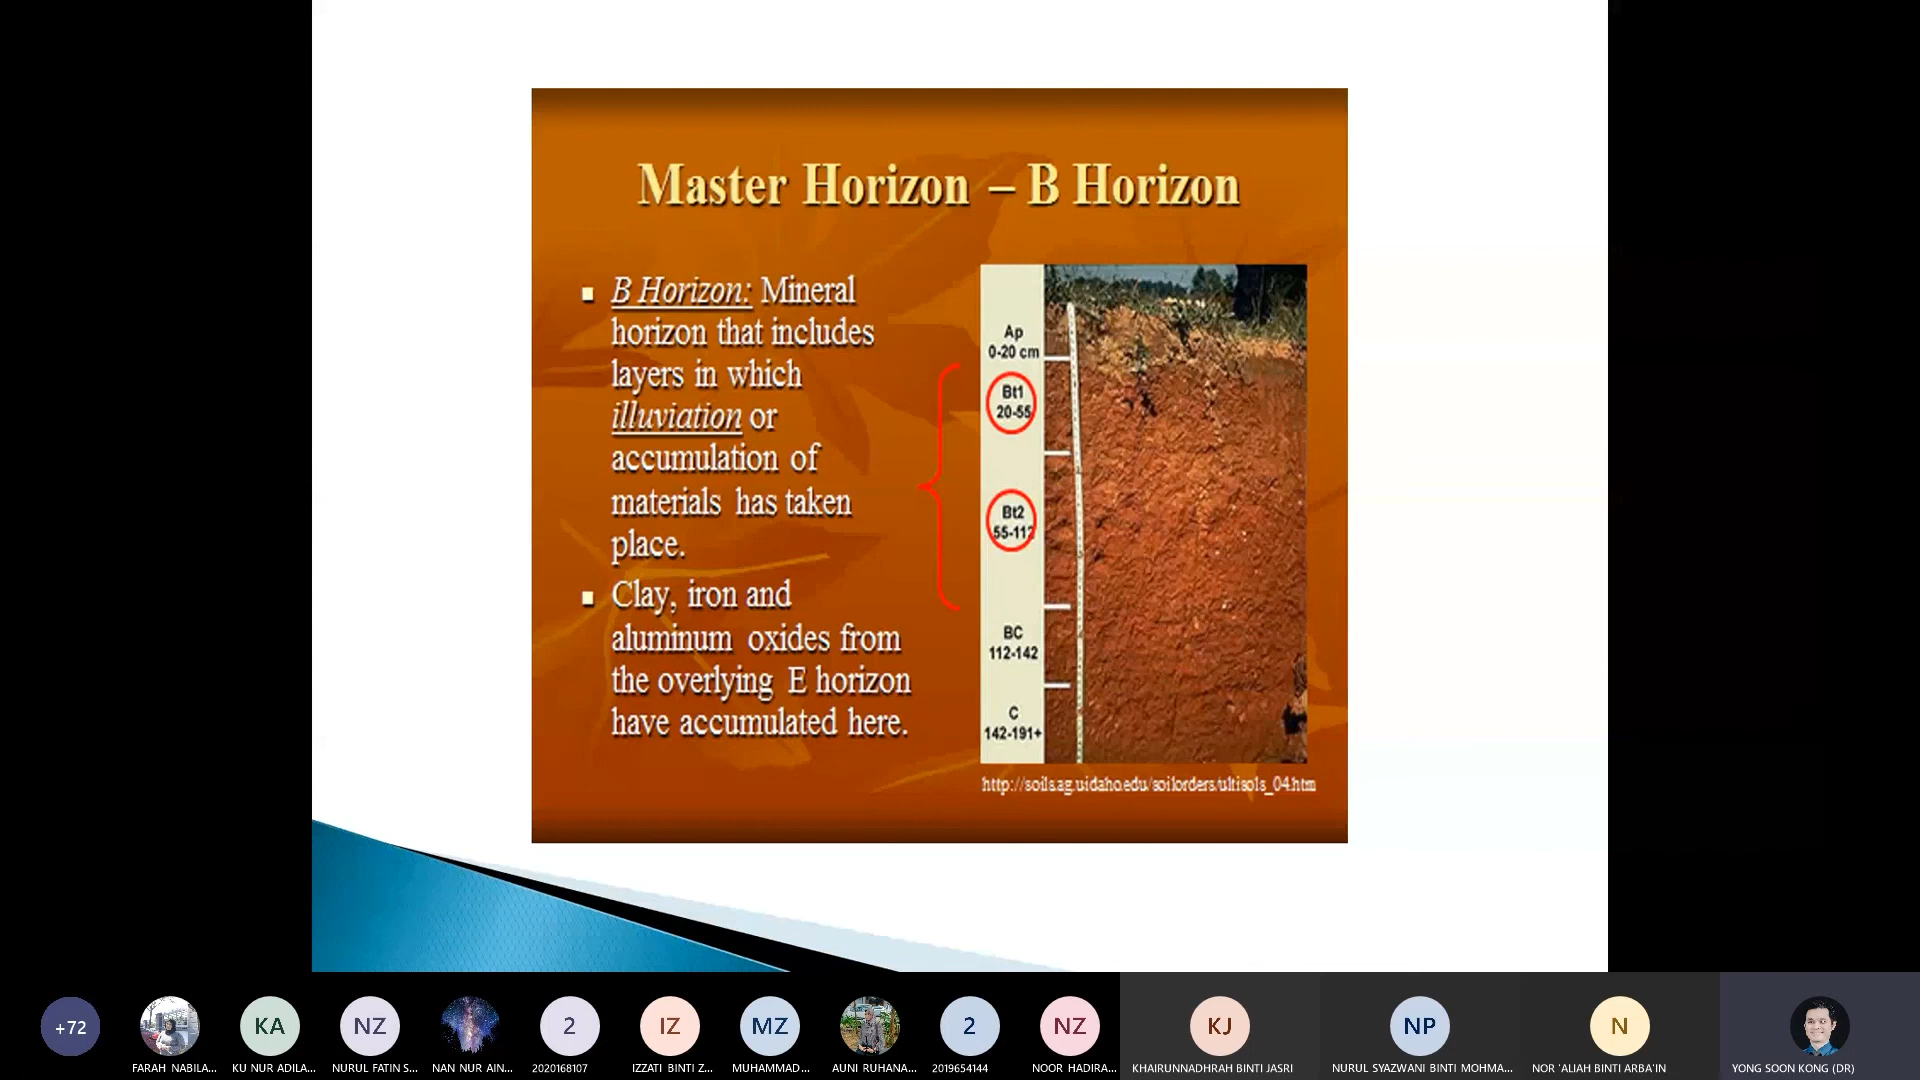 Master Horizon – B Horizon
B Horizon: Mineral
horizon that includes
layers in which
illuviation or
accumulation of
materials has taken
place.
Clay, iron and
aluminum oxides from
the overlying E horizon
have accumulated here.
Ap
0-20 cm
Bt1
20-55
Bt2
55-112
BC
112-142
C
142-191+
http://soils.ag.uidaho.edu/soilorders/ultisols_04.htm
+72
KA
NZ
2
IZ
MZ
2
NZ
KJ
NP
N
FARAH NABILA...
KU NUR ADILA...
NURUL FATIN S...
NAN NUR AIN...
2020168107
IZZATI BINTI Z...
MUHAMMAD...
AUNI RUHANA...
2019654144
NOOR HADIRA...
KHAIRUNNADHRAH BINTI JASRI
NURUL SYAZWANI BINTI MOHMA...
NOR 'ALIAH BINTI ARBA'IN
YONG SOON KONG (DR)